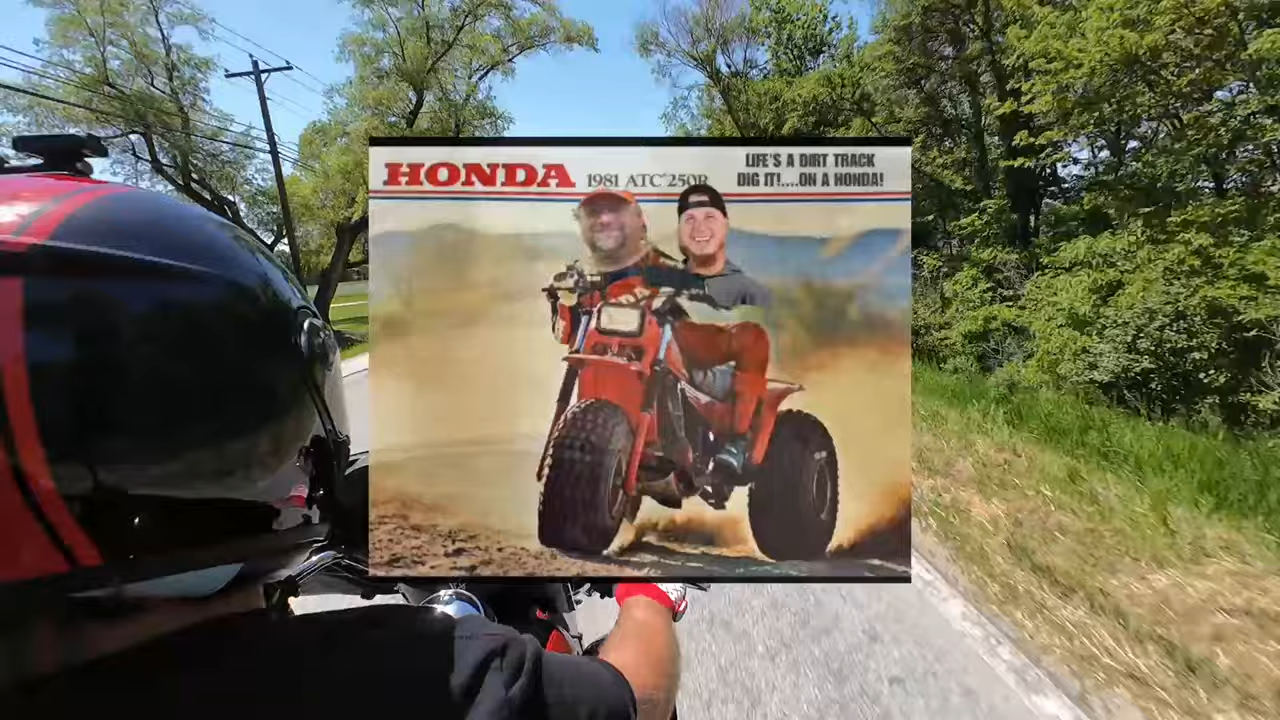 HONDA
1981 ATC 250R
LIFE'S A DIRT TRACK
DIG IT!....ON A HONDA!